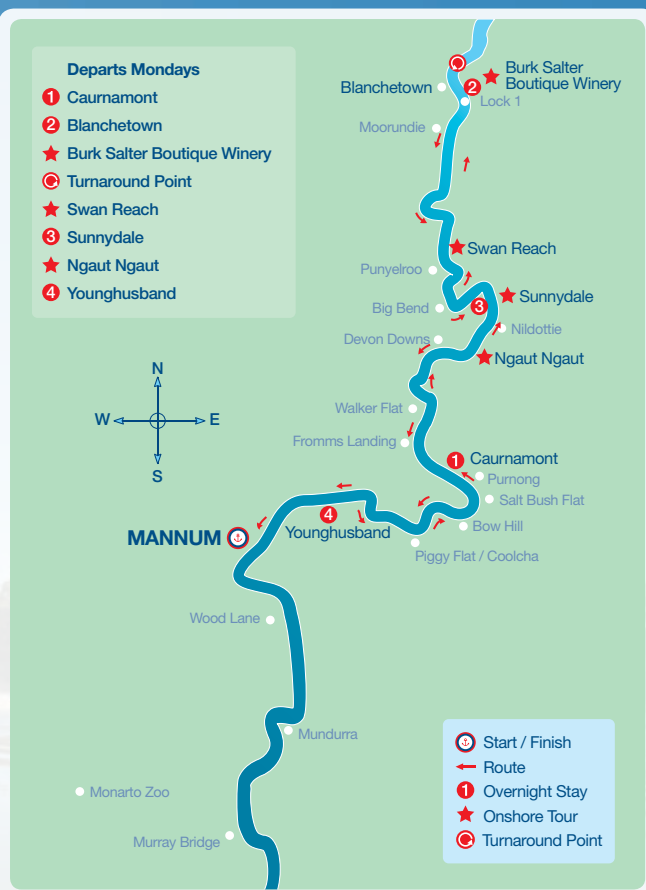 Departs Mondays
1 Caurnamont
2 Blanchetown
Burk Salter Boutique Winery
Turnaround Point
Swan Reach
3 Sunnydale
Ngaut Ngaut
4 Younghusband
Burk Salter
Boutique Winery
Blanchetown
2
Lock 1
Moorundie
Swan Reach
Punyelroo
Sunnydale
Big Bend
3
Nildottie
Devon Downs
Ngaut Ngaut
N
W
E
S
Walker Flat
Fromms Landing
1
Caurnamont
Purnong
Salt Bush Flat
4
Bow Hill
Younghusband
MANNUM
Piggy Flat / Coolcha
Wood Lane
Mundurra
Monarto Zoo
Murray Bridge
Start / Finish
Route
1 Overnight Stay
Onshore Tour
Turnaround Point